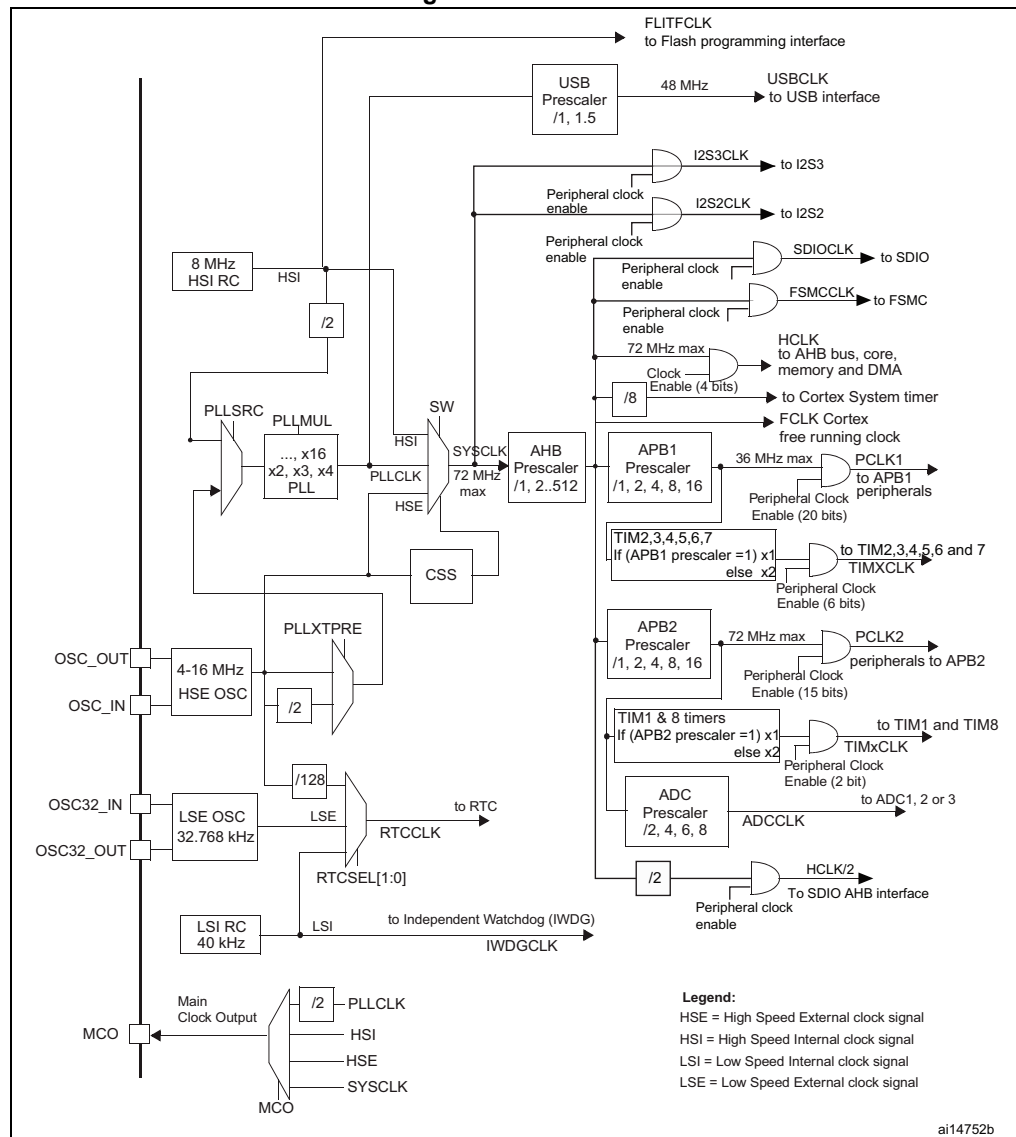 FLITFCLK
to Flash programming interface
USB
Prescaler
/1, 1.5
48 MHz
USBCLK
to USB interface
I2S3CLK
to I2S3
Peripheral clock
enable
I2S2CLK
to I2S2
Peripheral clock
enable
8 MHz
HSI RC
HSI
/2
SDIOCLK
to SDIO
Peripheral clock
enable
FSMCCLK
to FSMC
Peripheral clock
enable
72 MHz max
HCLK
to AHB bus, core,
memory and DMA
Clock
Enable (4 bits)
/8
to Cortex System timer
FCLK Cortex
free running clock
PLLSRC
PLLMUL
..., x16
x2, x3, x4
PLL
SW
HSI
PLLCLK
HSE
SYSCLK
72 MHz
max
AHB
Prescaler
/1, 2..512
APB1
Prescaler
/1, 2, 4, 8, 16
36 MHz max
PCLK1
to APB1
peripherals
Peripheral Clock
Enable (20 bits)
TIM2,3,4,5,6,7
If (APB1 prescaler =1) x1
else x2
to TIM2,3,4,5,6 and 7
TIMXCLK
Peripheral Clock
Enable (6 bits)
CSS
PLLXTPRE
OSC_OUT
OSC_IN
4-16 MHz
HSE OSC
/2
APB2
Prescaler
/1, 2, 4, 8, 16
72 MHz max
PCLK2
peripherals to APB2
Peripheral Clock
Enable (15 bits)
TIM1 & 8 timers
If (APB2 prescaler =1) x1
else x2
to TIM1 and TIM8
TIMxCLK
Peripheral Clock
Enable (2 bit)
/128
OSC32_IN
OSC32_OUT
LSE OSC
32.768 kHz
LSE
to RTC
RTCCLK
RTCSEL[1:0]
ADC
Prescaler
/2, 4, 6, 8
to ADC1, 2 or 3
ADCCLK
/2
HCLK/2
To SDIO AHB interface
Peripheral clock
enable
LSI RC
40 kHz
LSI
to Independent Watchdog (IWDG)
IWDGCLK
MCO
Main
Clock Output
/2
PLLCLK
HSI
HSE
SYSCLK
MCO
Legend:
HSE = High Speed External clock signal
HSI = High Speed Internal clock signal
LSI = Low Speed Internal clock signal
LSE = Low Speed External clock signal
ai14752b